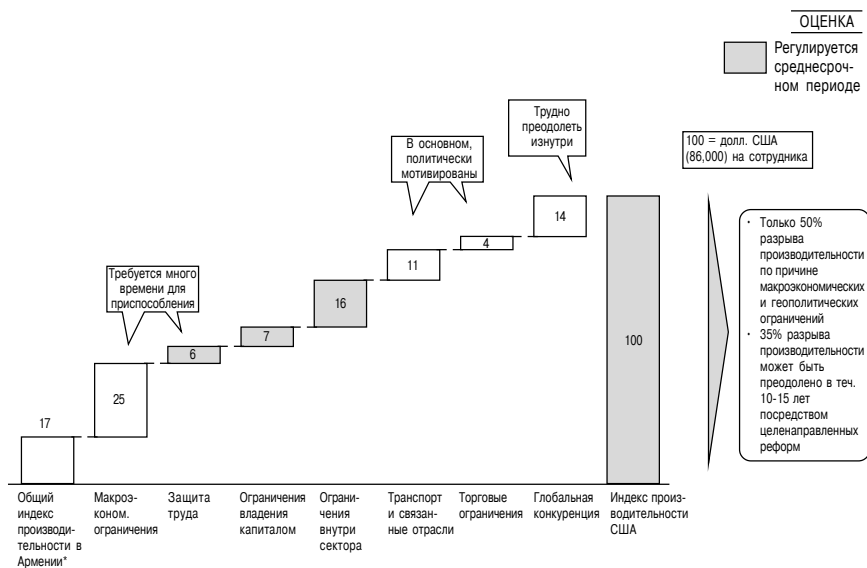 ОЦЕНКА
Регулируется
среднесроч-
ном периоде
Трудно
преодолеть
изнутри
В основном,
политически
мотивированы
100 = долл. США
(86,000) на сотрудника
Требуется много
времени для
приспособления
17
25
6
7
16
11
4
14
100
· Только 50%
разрыва
производительности
по причине
макроэкономических
и геополитических
ограничений
· 35% разрыва
производительности
может быть
преодолено в теч.
10-15 лет
посредством
целенаправленных
реформ
Общий
индекс
производи-
тельности в
Армении*
Макроэ-
коном.
ограничения
Защита
труда
Ограничения
владения
капиталом
Ограни-
чения
внутри
сектора
Транспорт
и связан-
ные отрасли
Торговые
ограничения
Глобальная
конкуренция
Индекс произ-
водительности
США